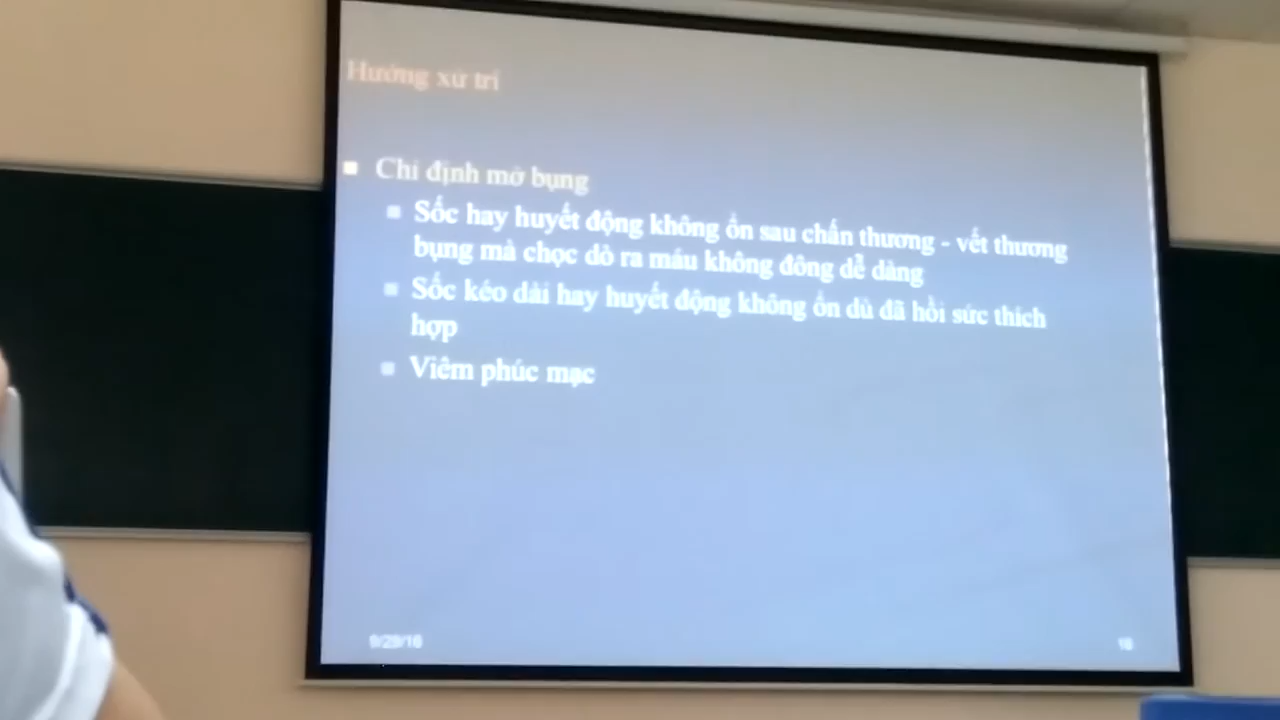 Hướng xử trí
Chỉ định mở bụng
Sốc hay huyết động không ổn sau chấn thương - vết thương
bụng mà chọc dò ra máu không đông dễ dàng
Sốc kéo dài hay huyết động không ổn dù đã hồi sức thích
hợp
Viêm phúc mạc